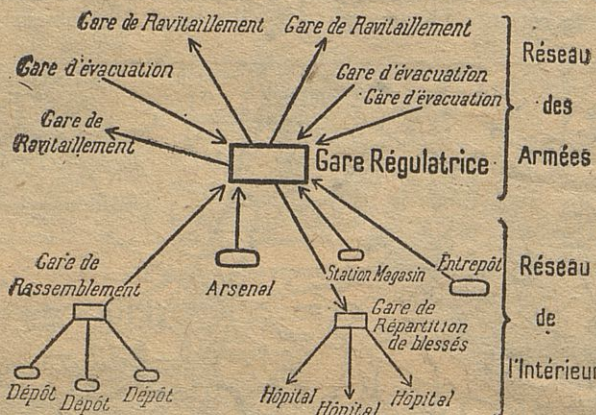 Gare de Ravitaillement
Gare de Ravitaillement
Gare d'évacuation
Gare d'évacuation
Gare d'évacuation
Gare de
Ravitaillement
Gare Régulatrice
Réseau
des
Armées
Gare de
Rassemblement
Arsenal
Station Magasin
Entrepôt
Gare de
Répartition
de blessés
Dépôt
Dépôt
Dépôt
Hôpital
Hôpital
Hôpital
Réseau
de
l'Intérieur